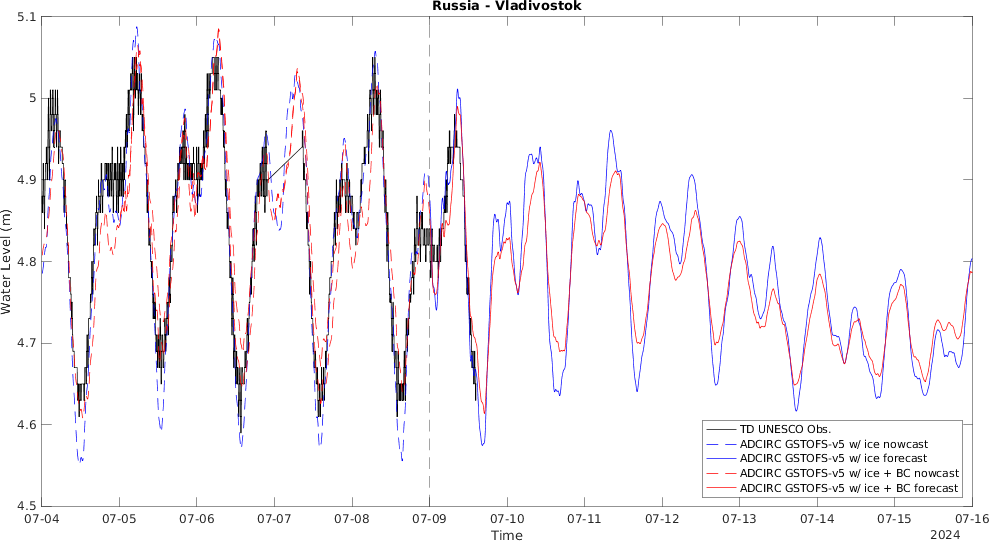 Russia - Vladivostok
5.1
5
4.9
4.8
4.7
4.6
4.5
Water Level (m)
07-04 07-05 07-06 07-07 07-08 07-09 07-10 07-11 07-12 07-13 07-14 07-15 07-16
Time
2024
TD UNESCO Obs.
ADCIRC GSTOFS-v5 w/ ice nowcast
ADCIRC GSTOFS-v5 w/ ice forecast
ADCIRC GSTOFS-v5 w/ ice + BC nowcast
ADCIRC GSTOFS-v5 w/ ice + BC forecast